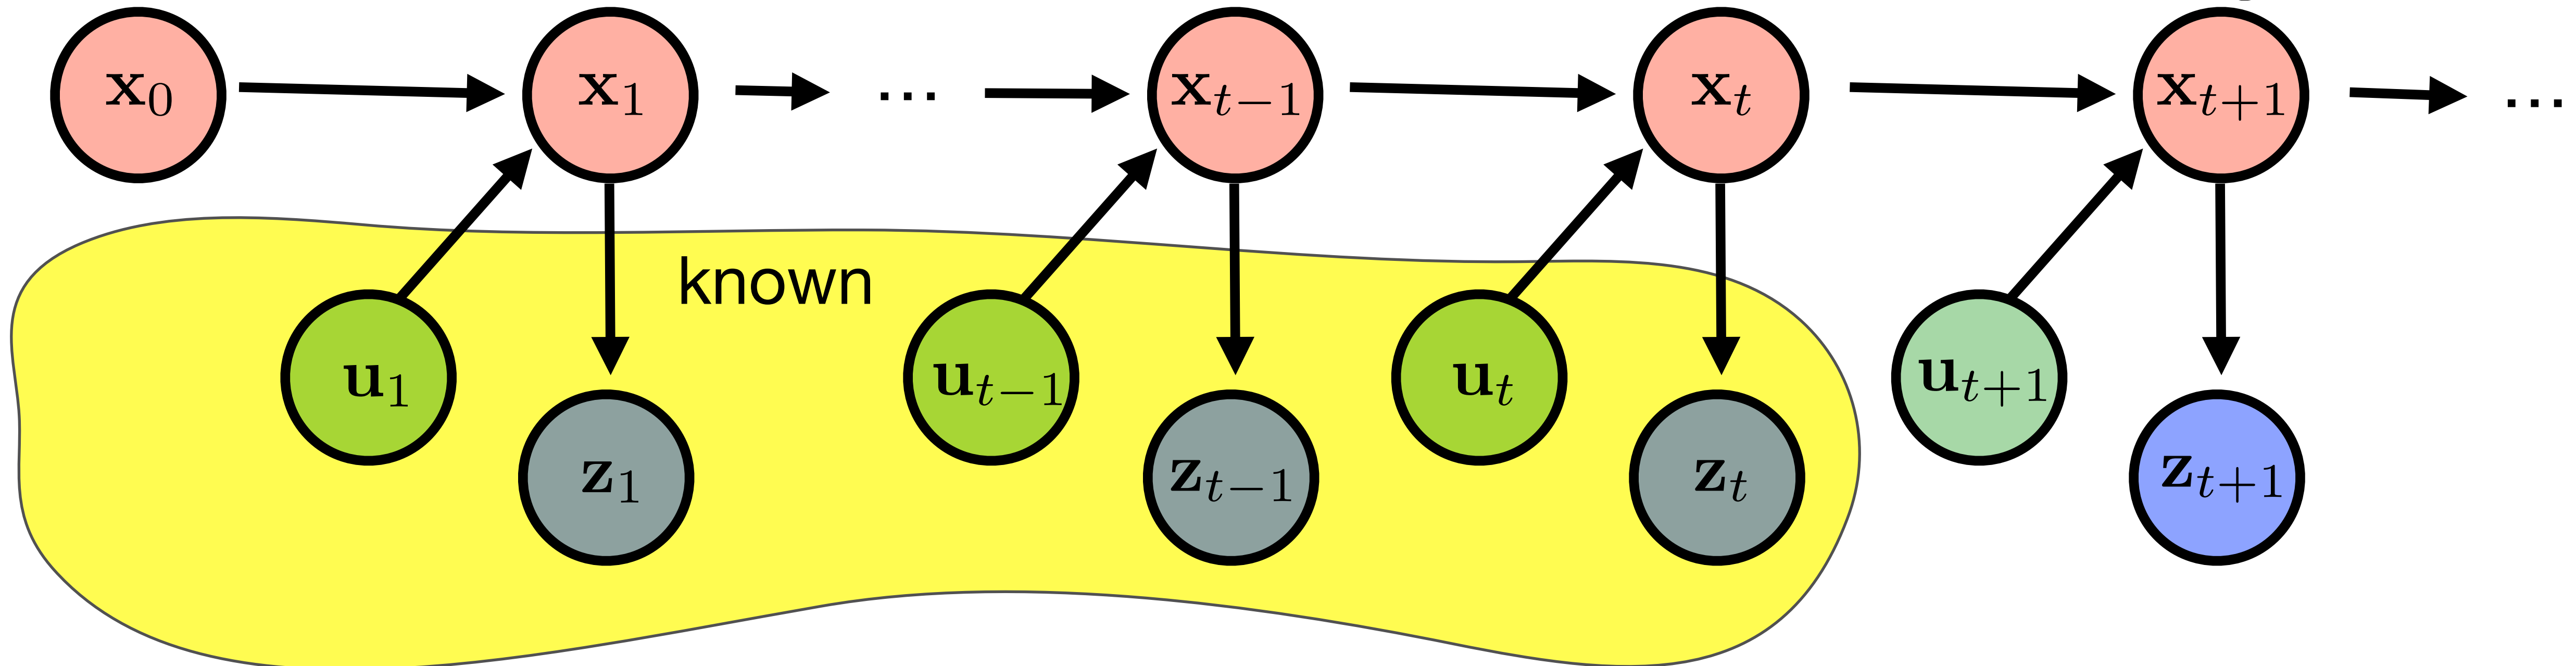 x₀ x₁ ... xₜ₋₁ xₜ xₜ₊₁ ...
known
u₁ uₜ₋₁ uₜ uₜ₊₁
z₁ zₜ₋₁ zₜ zₜ₊₁